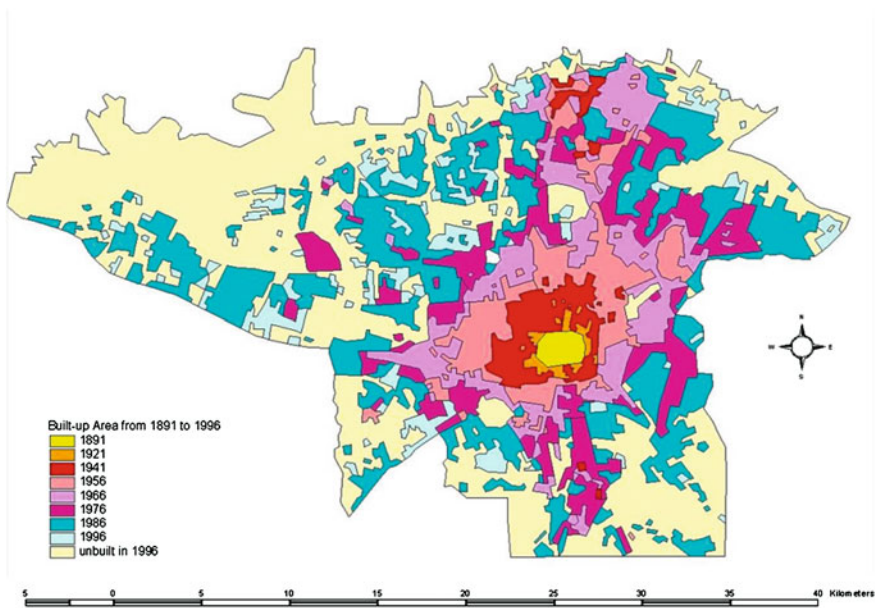 N
W
E
S
Built-up Area from 1891 to 1996
1891
1921
1941
1956
1966
1976
1986
1996
unbuilt in 1996
5 0 5 10 15 20 25 30 35 40 Kilometers